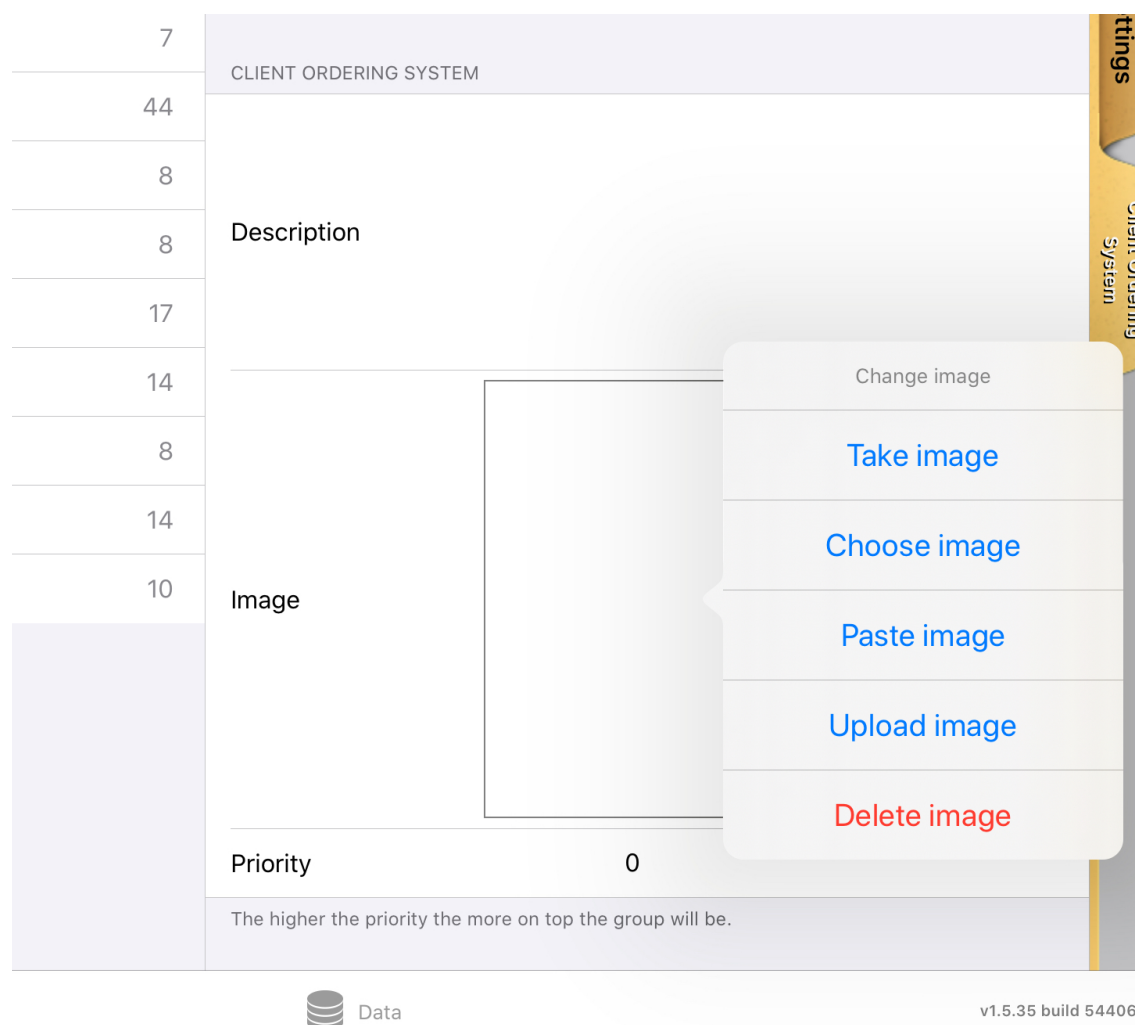 7
44
8
8
17
14
8
14
10
CLIENT ORDERING SYSTEM
Description
Image
Priority
0
The higher the priority the more on top the group will be.
Change image
Take image
Choose image
Paste image
Upload image
Delete image
ttings
Client Ordering
System
Data
v1.5.35 build 54406